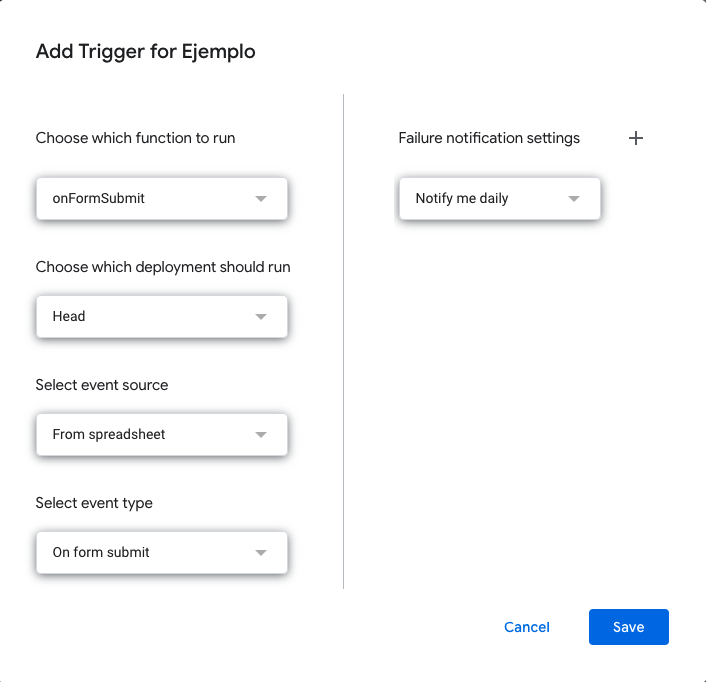 Add Trigger for Ejemplo
Choose which function to run
onFormSubmit
Choose which deployment should run
Head
Select event source
From spreadsheet
Select event type
On form submit
Failure notification settings
Notify me daily
Cancel
Save